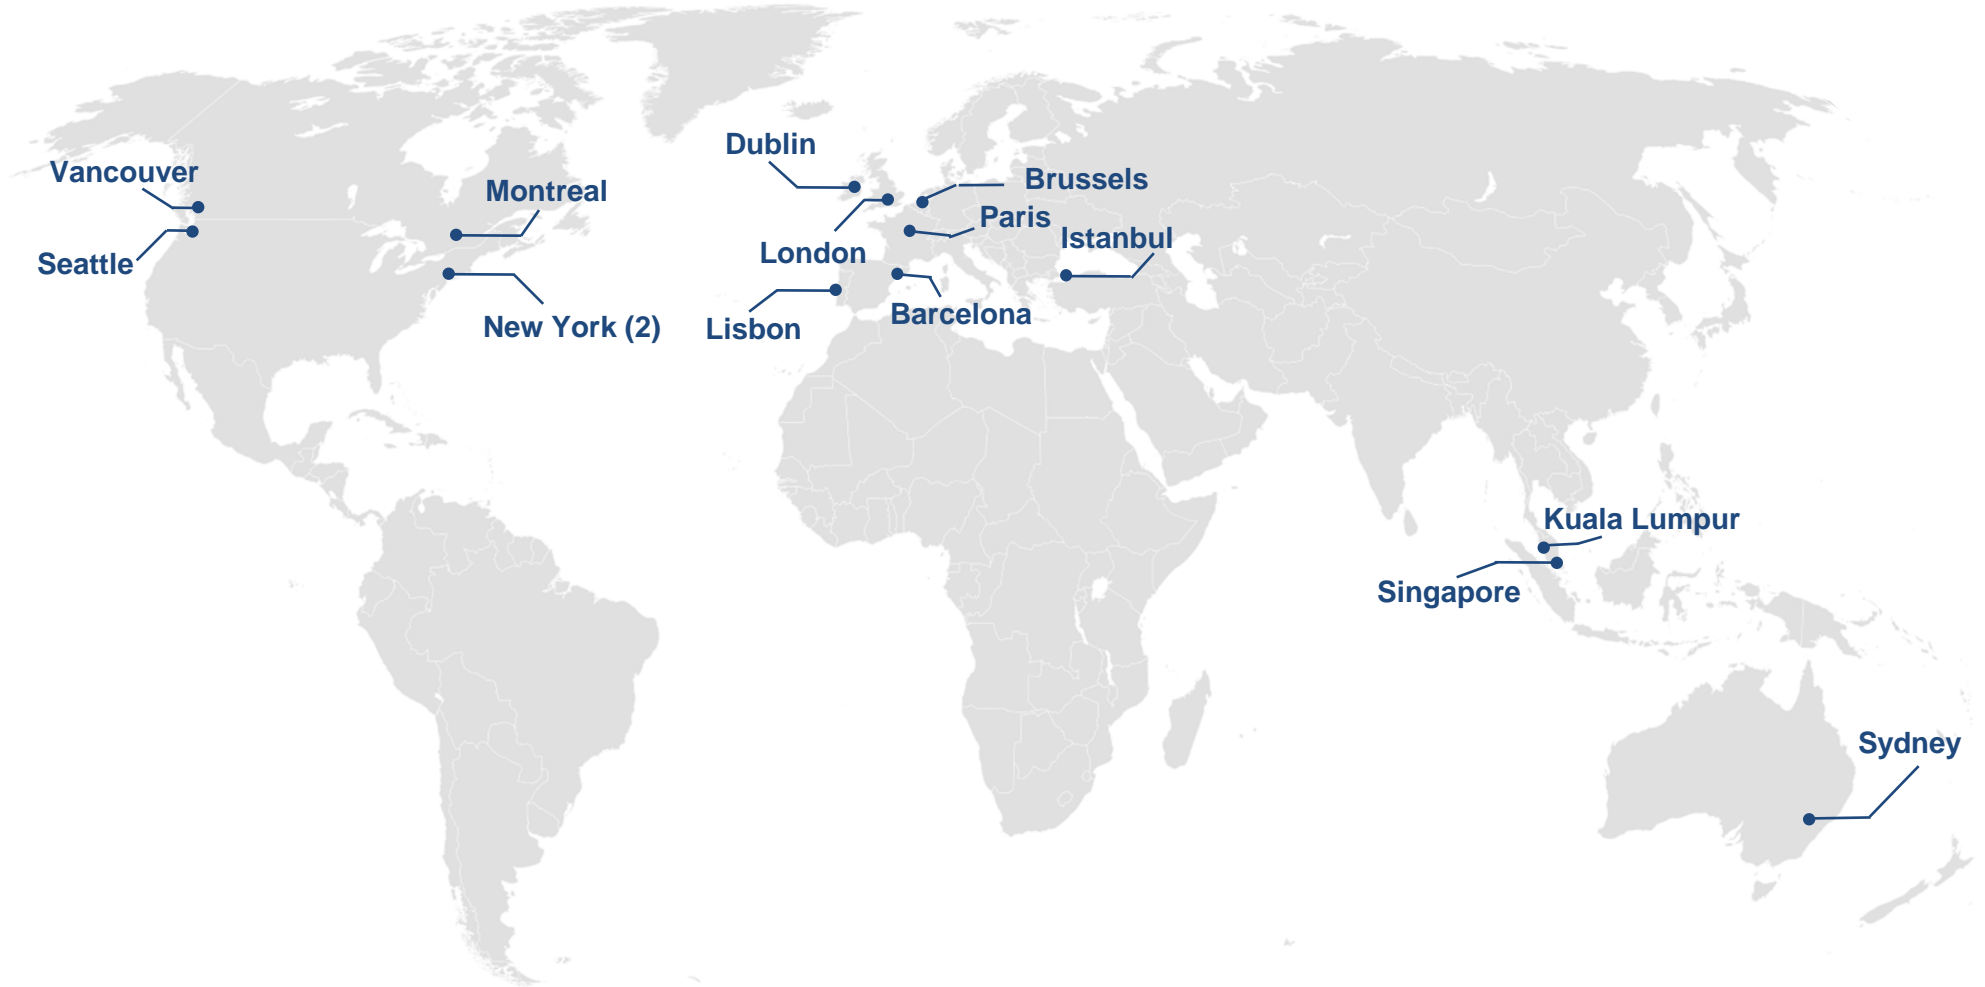 Dublin
Vancouver
Brussels
Montreal
Paris
Istanbul
London
Seattle
Barcelona
New York (2)
Lisbon
Kuala Lumpur
Singapore
Sydney